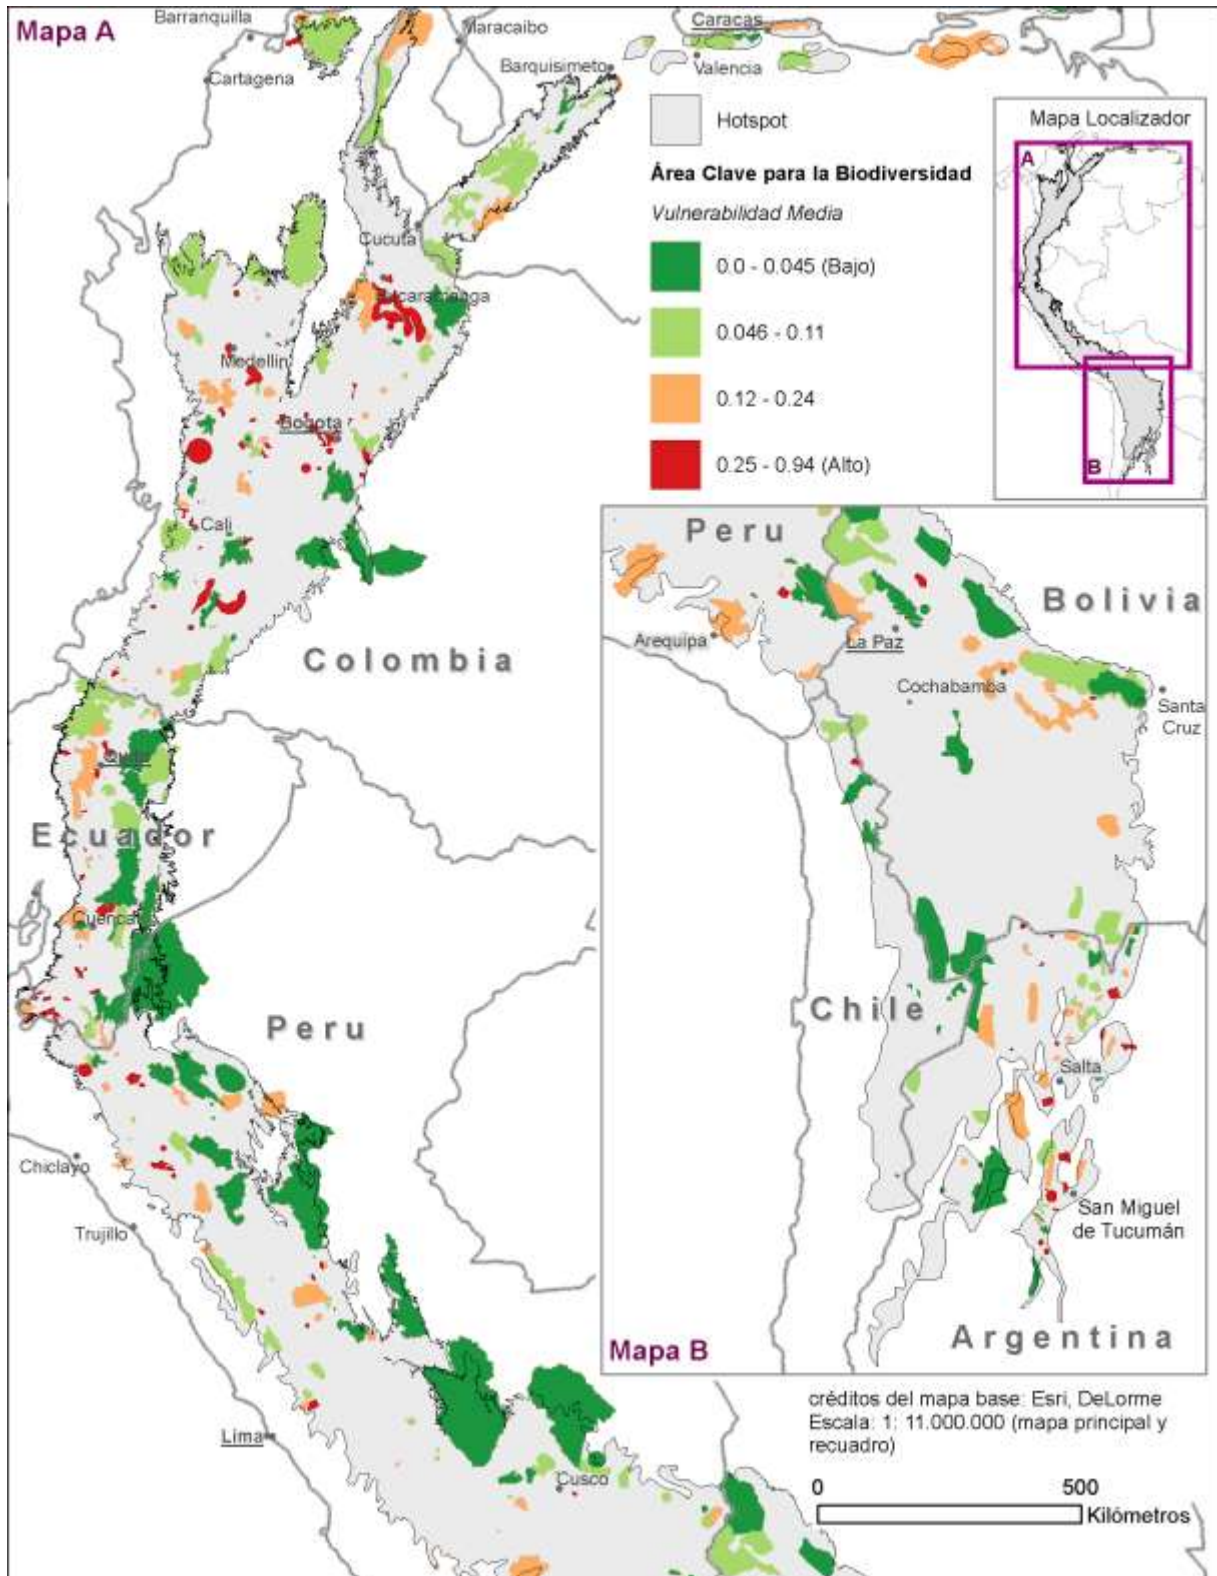 Mapa A
Barranquilla
Cartagena
Maracaibo
Caracas
Barquisimeto
Valencia
Hotspot
Área Clave para la Biodiversidad
Vulnerabilidad Media
0.0 - 0.045 (Bajo)
0.046 - 0.11
0.12 - 0.24
0.25 - 0.94 (Alto)
Mapa Localizador
A
B
Cucuta
Bucaramanga
Medellin
Bogota
Cali
Colombia
Quito
Ecuador
Cuenca
Peru
Chiclayo
Trujillo
Lima
Cusco
Peru
Bolivia
Arequipa
La Paz
Cochabamba
Santa
Cruz
Chile
Salta
San Miguel
de Tucumán
Argentina
Mapa B
créditos del mapa base: Esri, DeLorme
Escala: 1: 11.000.000 (mapa principal y
recuadro)
0
500
Kilómetros